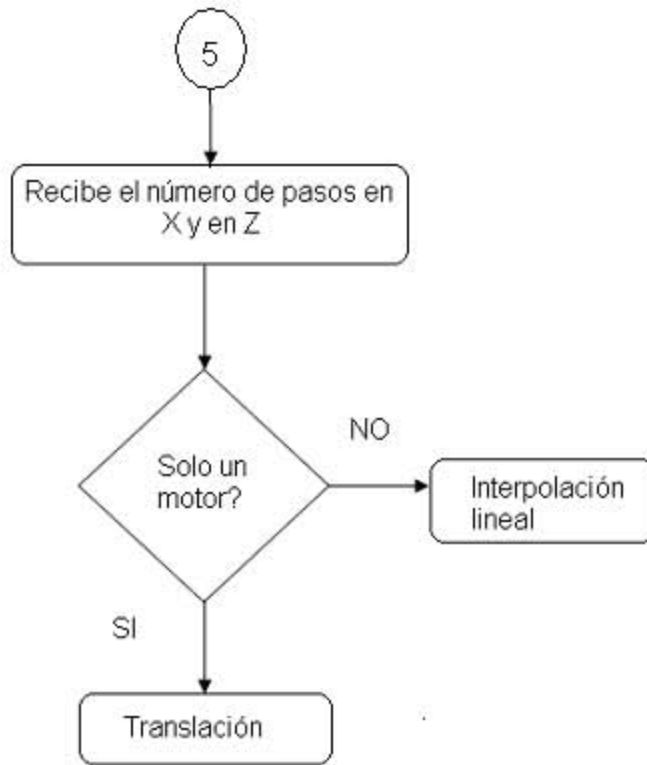 5
Recibe el número de pasos en
X y en Z
Solo un
motor?
NO
Interpolación
lineal
SI
Translación